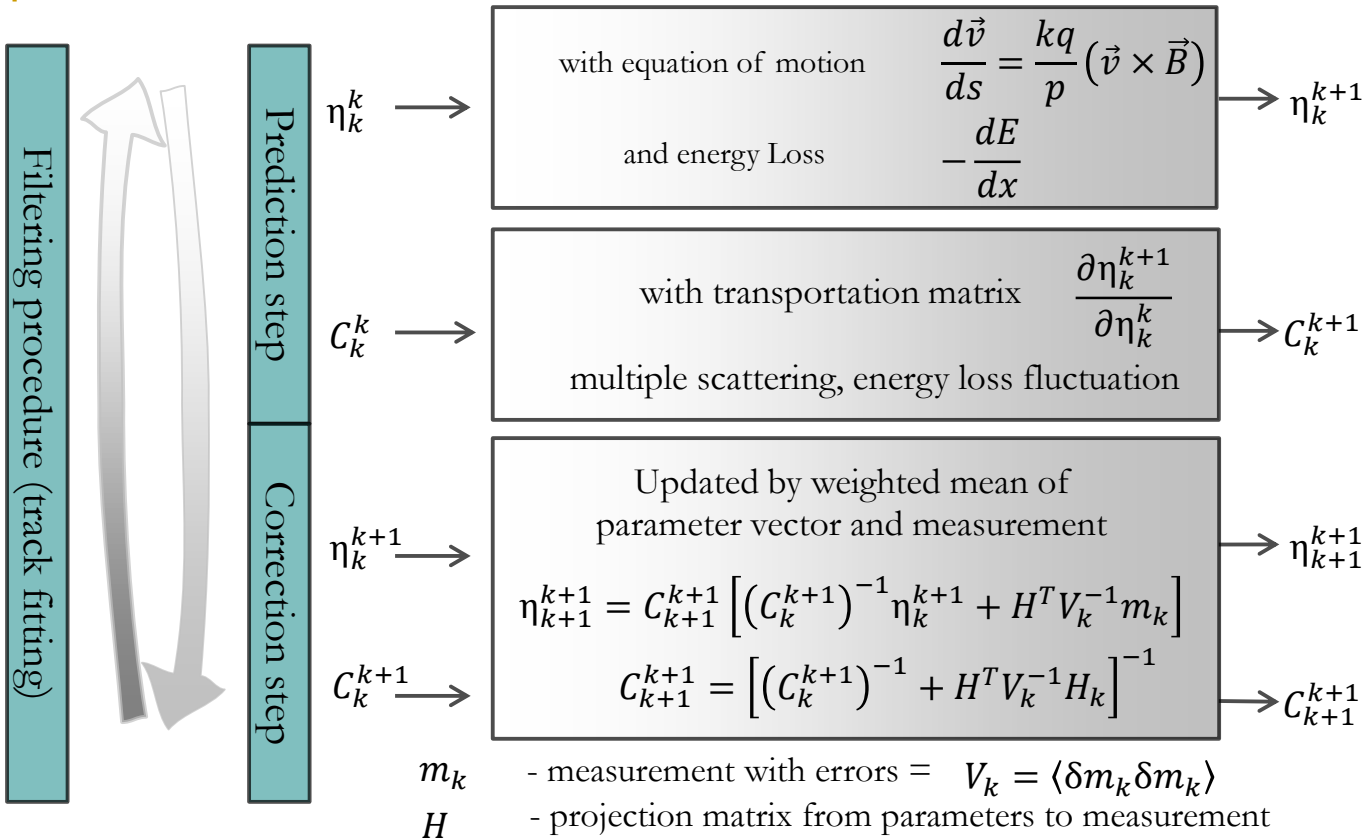 Filtering procedure (track fitting)
Prediction step
Correction step
η_k^k
with equation of motion d\vec{v}/ds = kq/p (\vec{v} × \vec{B})
and energy Loss − dE/dx
η_k^{k+1}
C_k^k
with transportation matrix ∂η_k^{k+1}/∂η_k^k
multiple scattering, energy loss fluctuation
C_k^{k+1}
η_k^{k+1}
C_k^{k+1}
Updated by weighted mean of
parameter vector and measurement
η_{k+1}^{k+1} = C_{k+1}^{k+1} [(C_k^{k+1})^{-1} η_k^{k+1} + H^T V_k^{-1} m_k]
C_{k+1}^{k+1} = [(C_k^{k+1})^{-1} + H^T V_k^{-1} H_k]^{-1}
η_{k+1}^{k+1}
C_{k+1}^{k+1}
m_k - measurement with errors = V_k = ⟨δm_k δm_k⟩
H - projection matrix from parameters to measurement